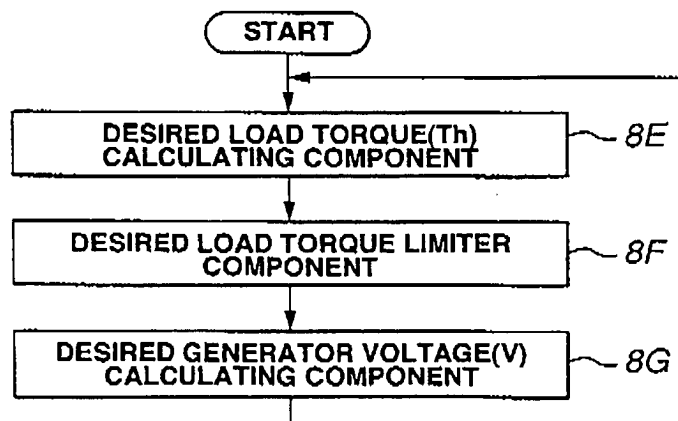 START
DESIRED LOAD TORQUE(Th)
CALCULATING COMPONENT
8E
DESIRED LOAD TORQUE LIMITER
COMPONENT
8F
DESIRED GENERATOR VOLTAGE(V)
CALCULATING COMPONENT
8G